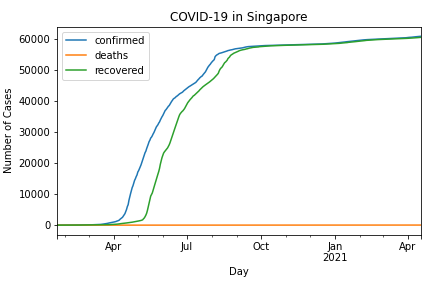 COVID-19 in Singapore
confirmed
deaths
recovered
Number of Cases
60000
50000
40000
30000
20000
10000
0
Apr
Jul
Oct
Jan
2021
Apr
Day